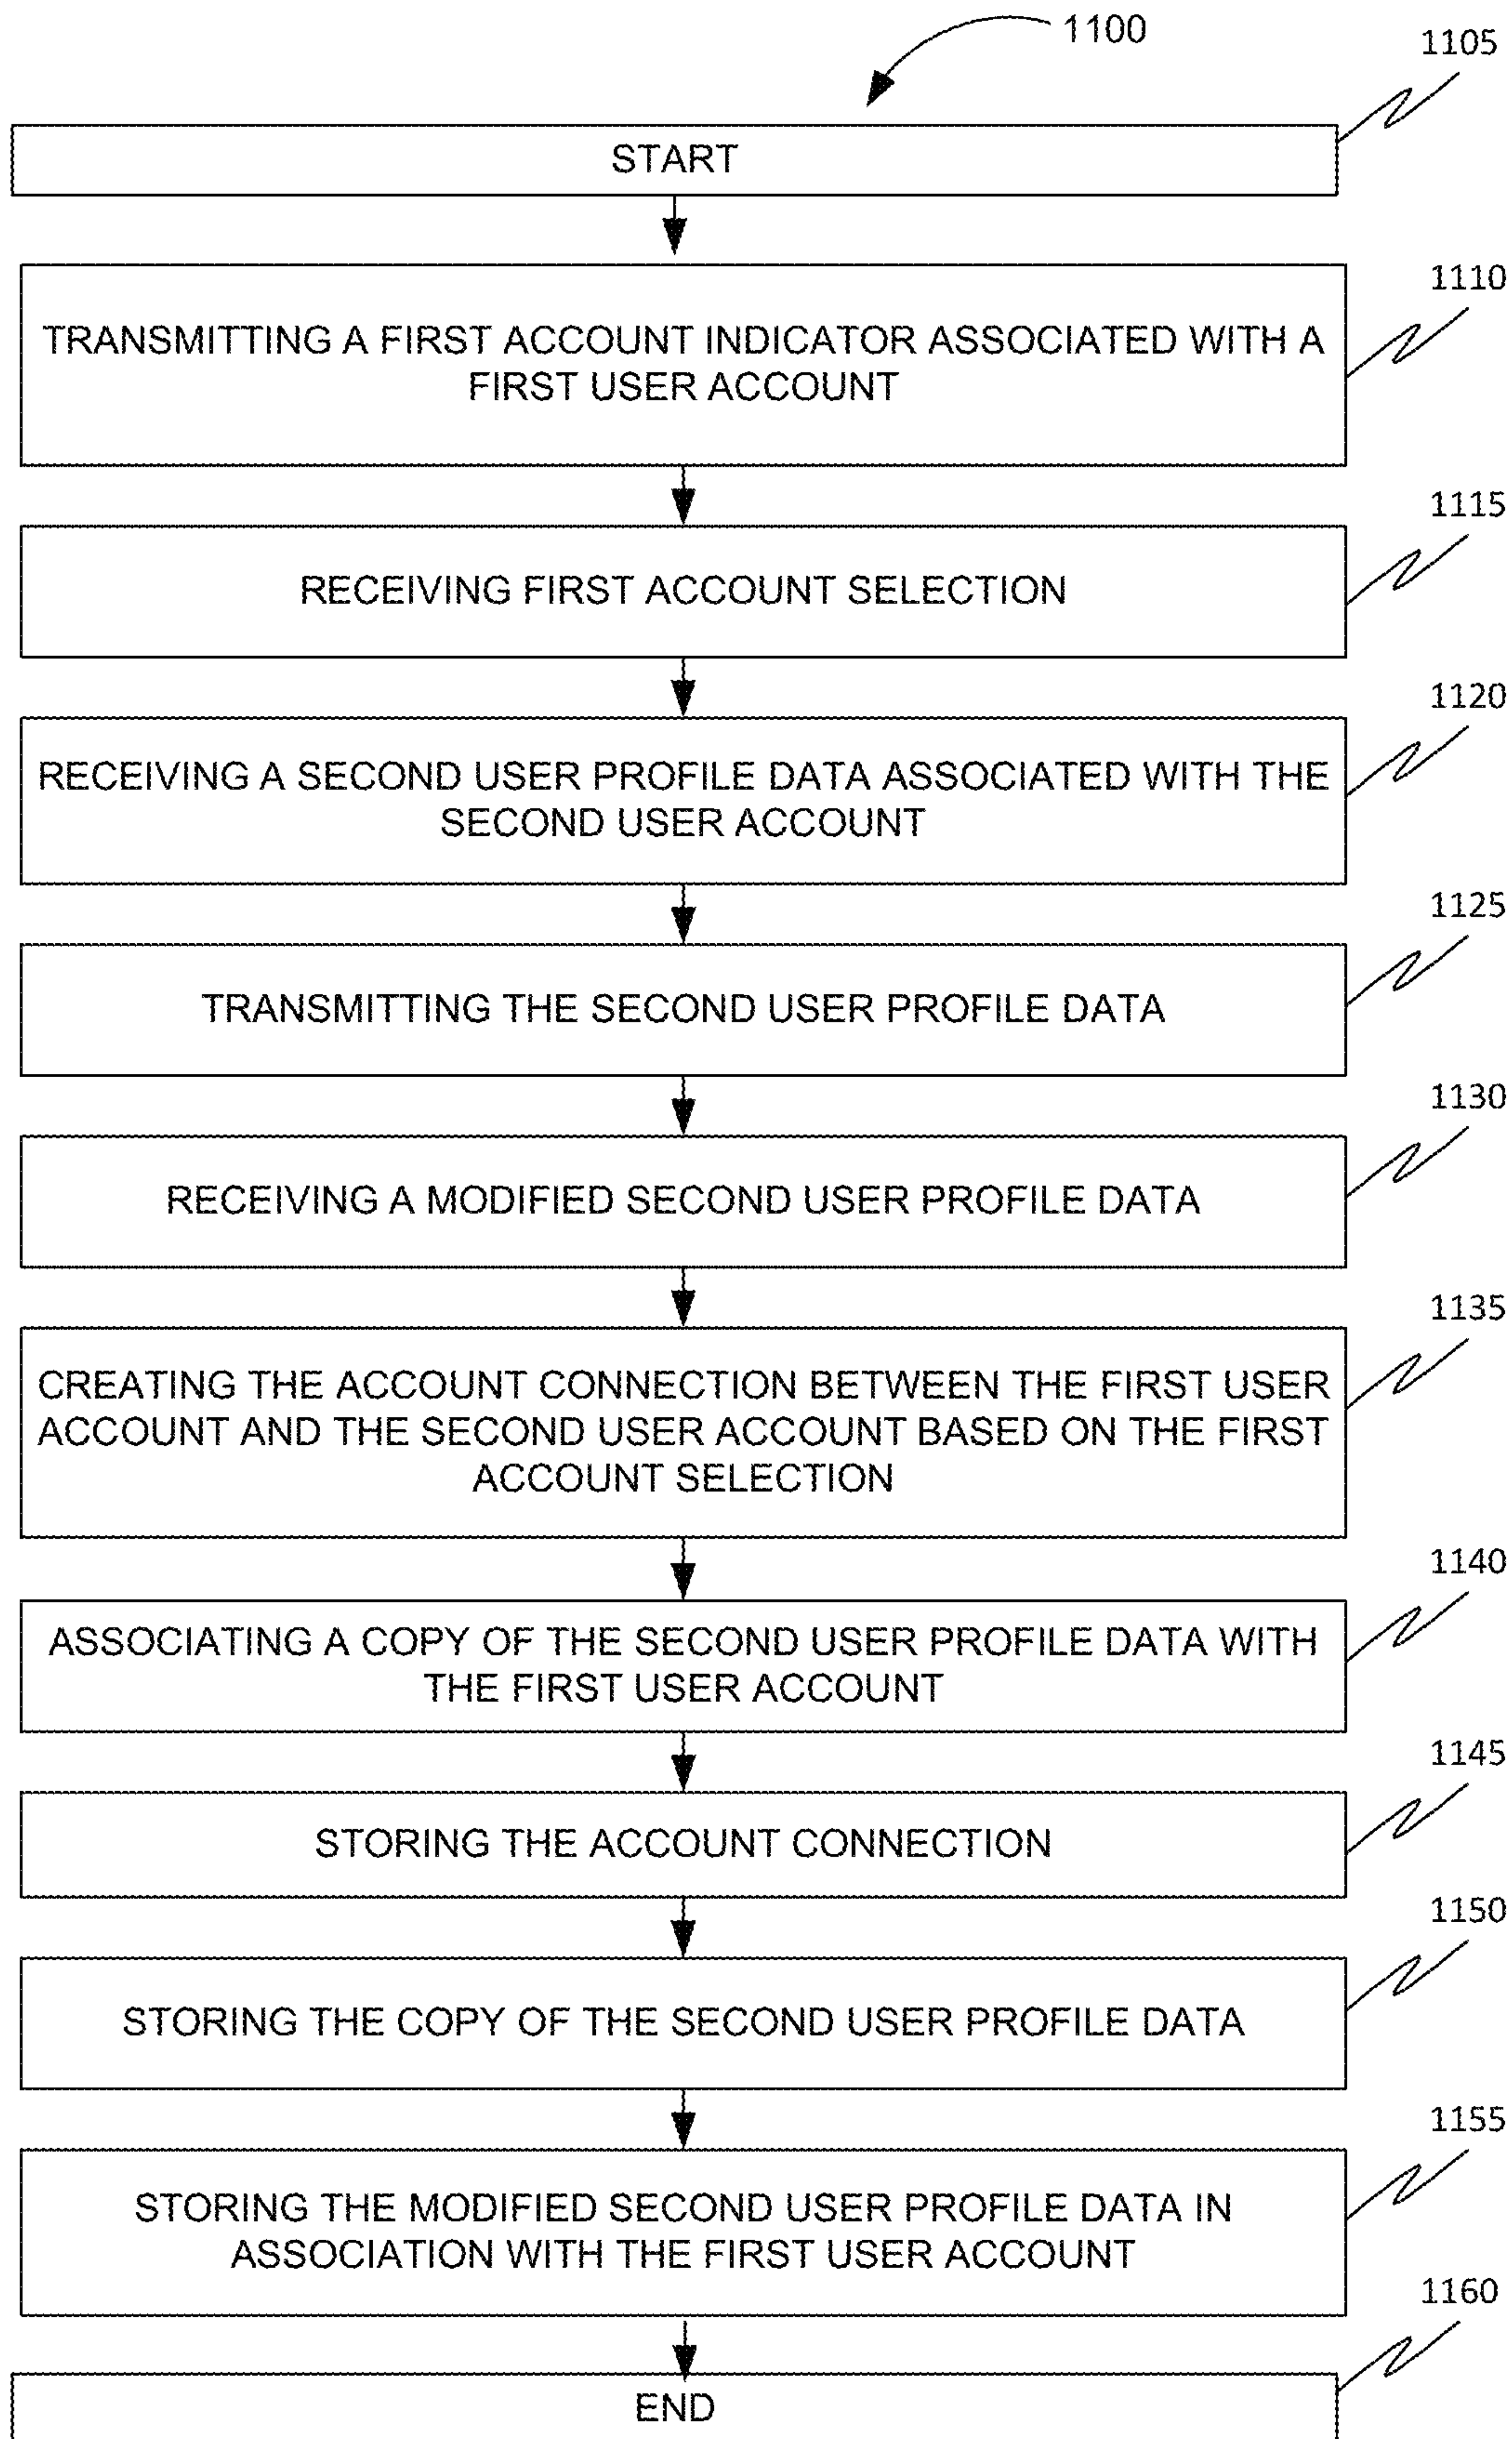 1100
1105
START
1110
TRANSMITTING A FIRST ACCOUNT INDICATOR ASSOCIATED WITH A
FIRST USER ACCOUNT
1115
RECEIVING FIRST ACCOUNT SELECTION
1120
RECEIVING A SECOND USER PROFILE DATA ASSOCIATED WITH THE
SECOND USER ACCOUNT
1125
TRANSMITTING THE SECOND USER PROFILE DATA
1130
RECEIVING A MODIFIED SECOND USER PROFILE DATA
1135
CREATING THE ACCOUNT CONNECTION BETWEEN THE FIRST USER
ACCOUNT AND THE SECOND USER ACCOUNT BASED ON THE FIRST
ACCOUNT SELECTION
1140
ASSOCIATING A COPY OF THE SECOND USER PROFILE DATA WITH
THE FIRST USER ACCOUNT
1145
STORING THE ACCOUNT CONNECTION
1150
STORING THE COPY OF THE SECOND USER PROFILE DATA
1155
STORING THE MODIFIED SECOND USER PROFILE DATA IN
ASSOCIATION WITH THE FIRST USER ACCOUNT
1160
END